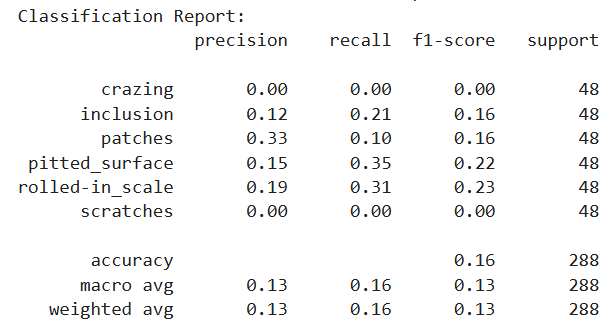 Classification Report:
precision recall f1-score support
crazing 0.00 0.00 0.00 48
inclusion 0.12 0.21 0.16 48
patches 0.33 0.10 0.16 48
pitted_surface 0.15 0.35 0.22 48
rolled-in_scale 0.19 0.31 0.23 48
scratches 0.00 0.00 0.00 48
accuracy 0.16 288
macro avg 0.13 0.16 0.13 288
weighted avg 0.13 0.16 0.13 288